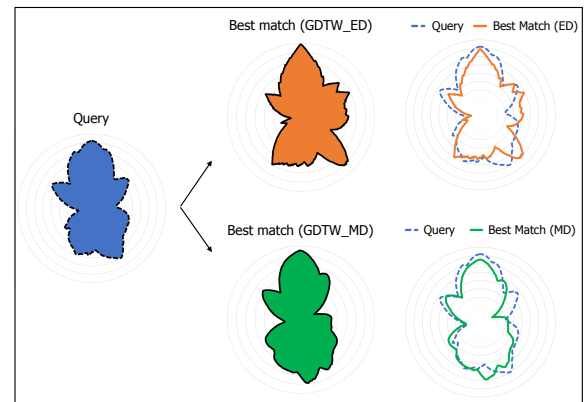 Best match (GDTW_ED)
Query
Best Match (ED)
Query
Best match (GDTW_MD)
Query
Best Match (MD)